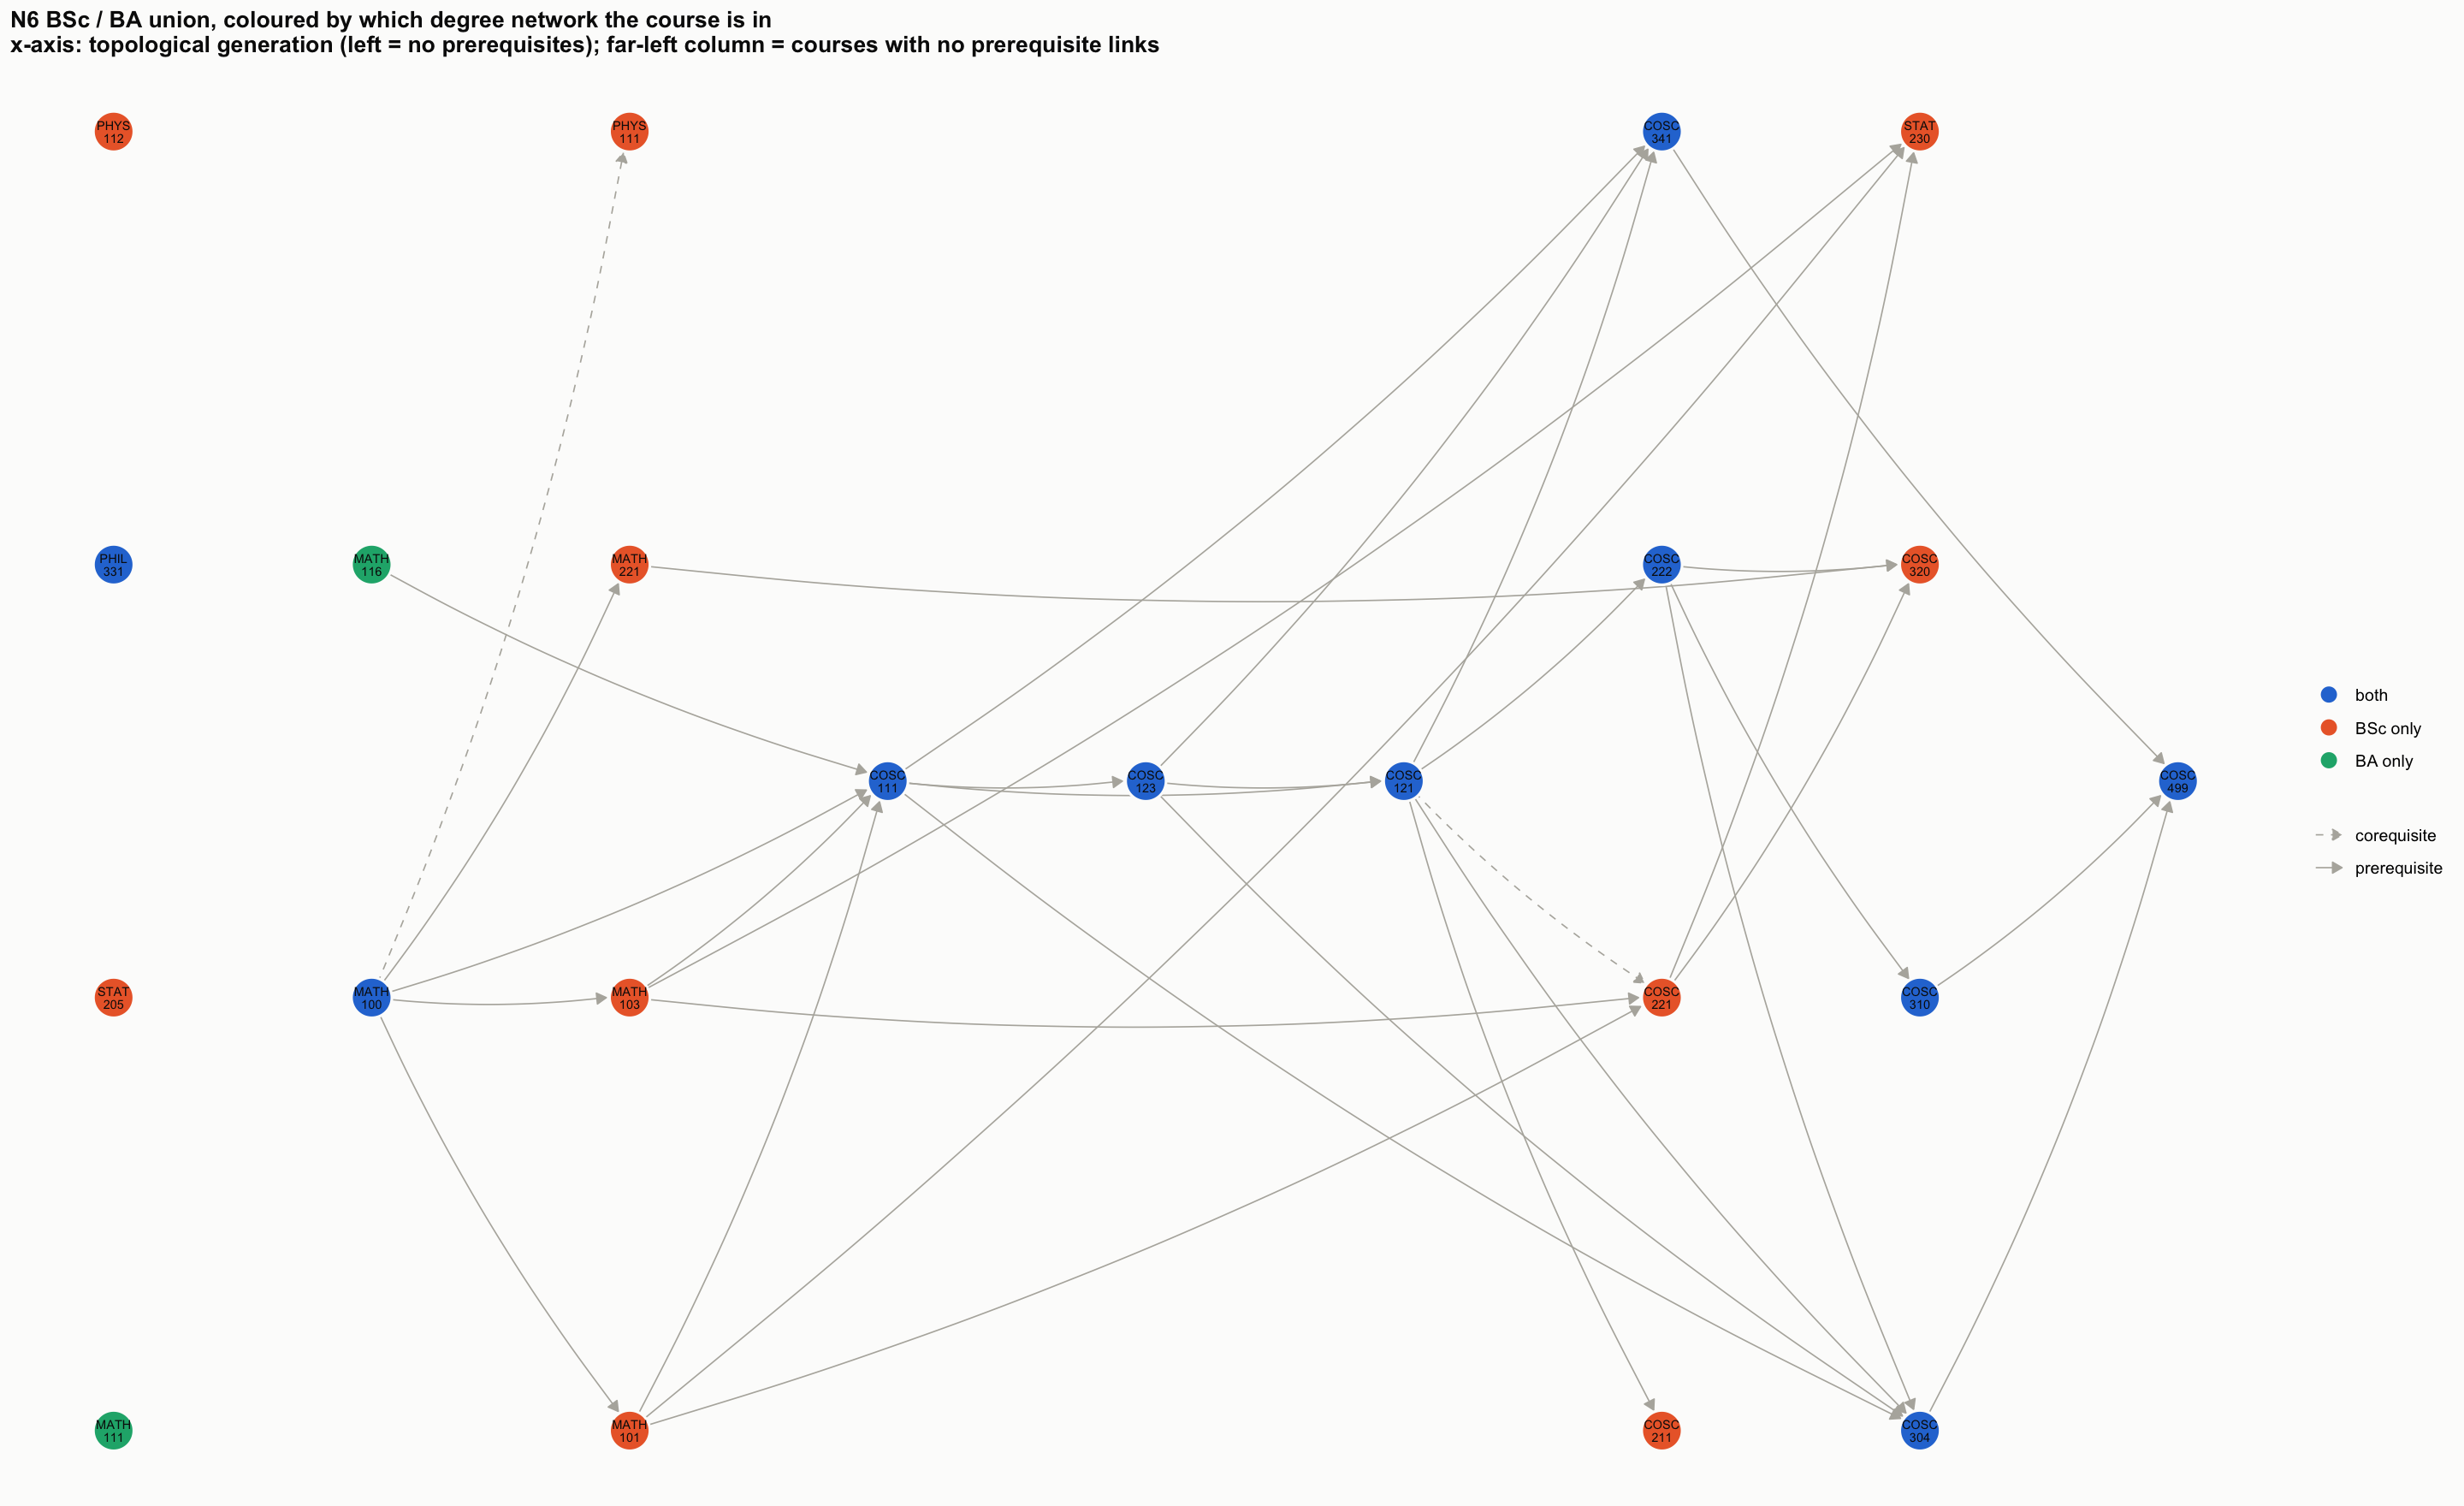 N6 BSc / BA union, coloured by which degree network the course is in
x-axis: topological generation (left = no prerequisites); far-left column = courses with no prerequisite links
PHYS
112
PHYS
111
COSC
341
STAT
230
PHIL
331
MATH
116
MATH
221
COSC
222
COSC
320
COSC
111
COSC
123
COSC
121
COSC
499
STAT
205
MATH
100
MATH
103
COSC
221
COSC
310
MATH
111
MATH
101
COSC
211
COSC
304
both
BSc only
BA only
corequisite
prerequisite